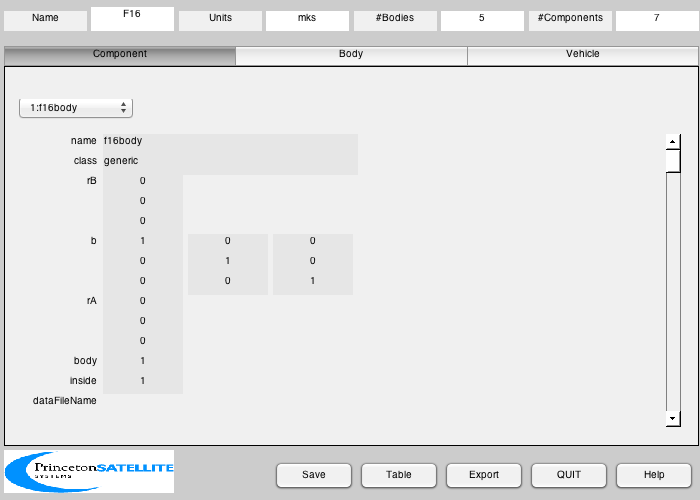 Name F16 Units mks #Bodies 5 #Components 7
Component Body Vehicle
1:f16body
name f16body
class generic
rB 0
0
0
b 1 0 0
0 1 0
0 0 1
rA 0
0
0
body 1
inside 1
dataFileName
PrincetonSATELLITE
SYSTEMS
Save Table Export QUIT Help